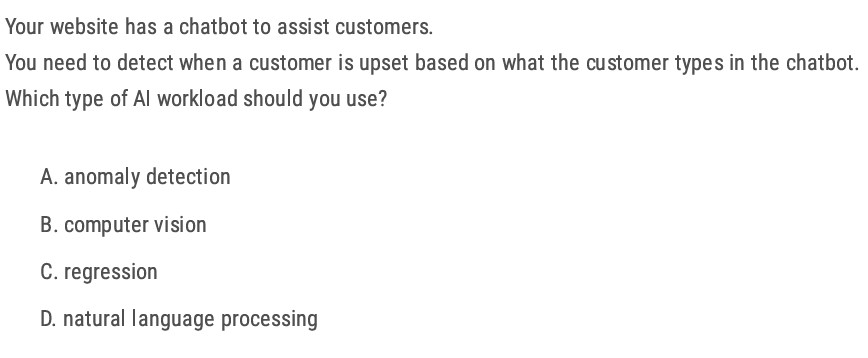 Your website has a chatbot to assist customers.
You need to detect when a customer is upset based on what the customer types in the chatbot.
Which type of AI workload should you use?
A. anomaly detection
B. computer vision
C. regression
D. natural language processing